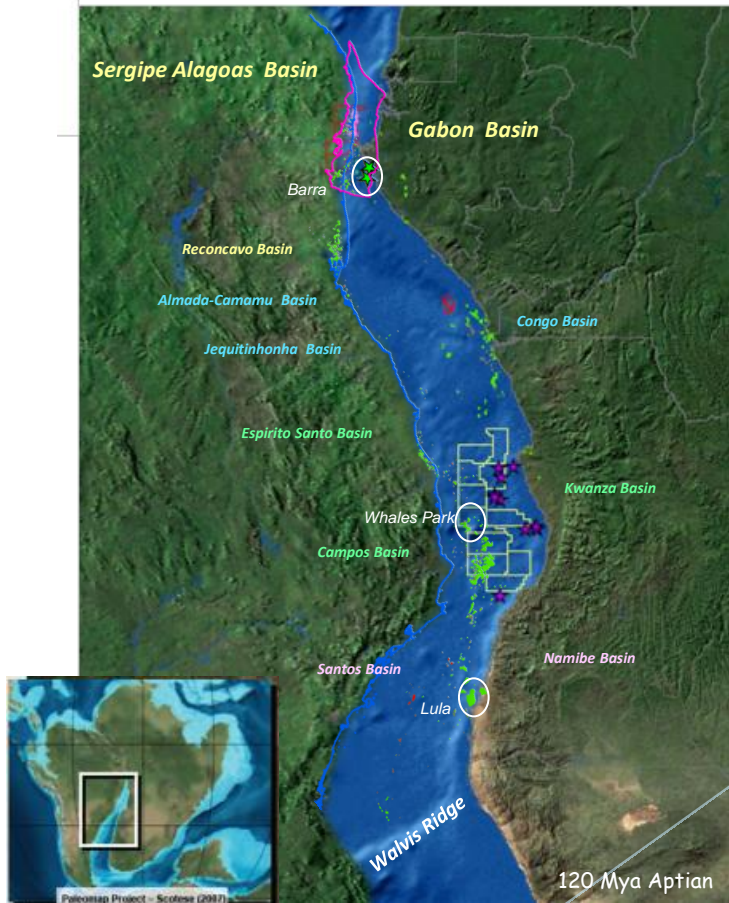 Sergipe Alagoas Basin
Gabon Basin
Barra
Reconcavo Basin
Almada-Camamu Basin
Congo Basin
Jequitinhonha Basin
Espirito Santo Basin
Kwanza Basin
Whales Park
Campos Basin
Namibe Basin
Santos Basin
Lula
Walvis Ridge
120 Mya Aptian
Paleomap Project – Scotese (2007)